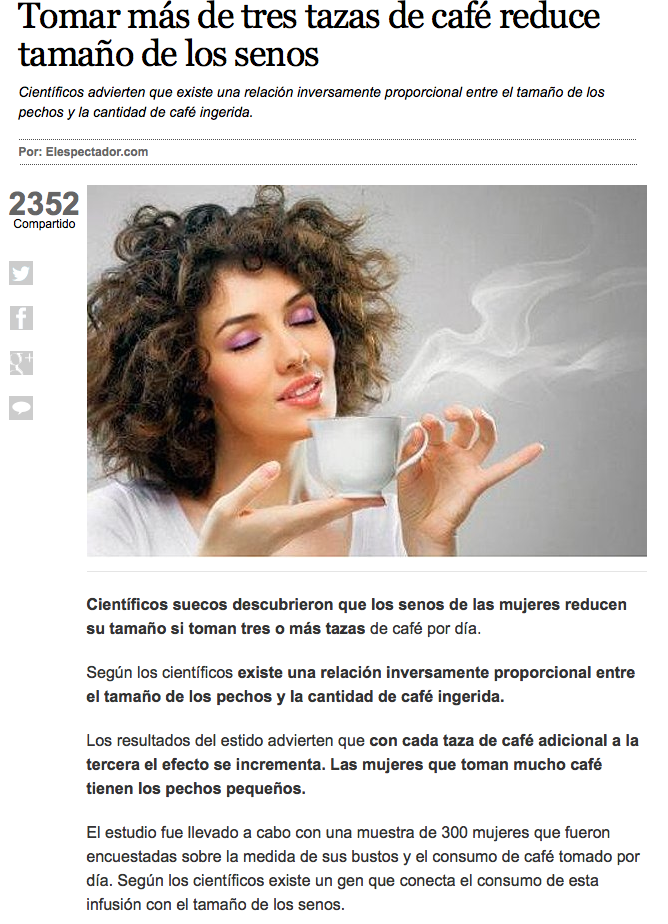 Tomar más de tres tazas de café reduce
tamaño de los senos
Científicos advierten que existe una relación inversamente proporcional entre el tamaño de los
pechos y la cantidad de café ingerida.
Por: Elespectador.com
2352
Compartido
Científicos suecos descubrieron que los senos de las mujeres reducen
su tamaño si toman tres o más tazas de café por día.
Según los científicos existe una relación inversamente proporcional entre
el tamaño de los pechos y la cantidad de café ingerida.
Los resultados del estido advierten que con cada taza de café adicional a la
tercera el efecto se incrementa. Las mujeres que toman mucho café
tienen los pechos pequeños.
El estudio fue llevado a cabo con una muestra de 300 mujeres que fueron
encuestadas sobre la medida de sus bustos y el consumo de café tomado por
día. Según los científicos existe un gen que conecta el consumo de esta
infusión con el tamaño de los senos.